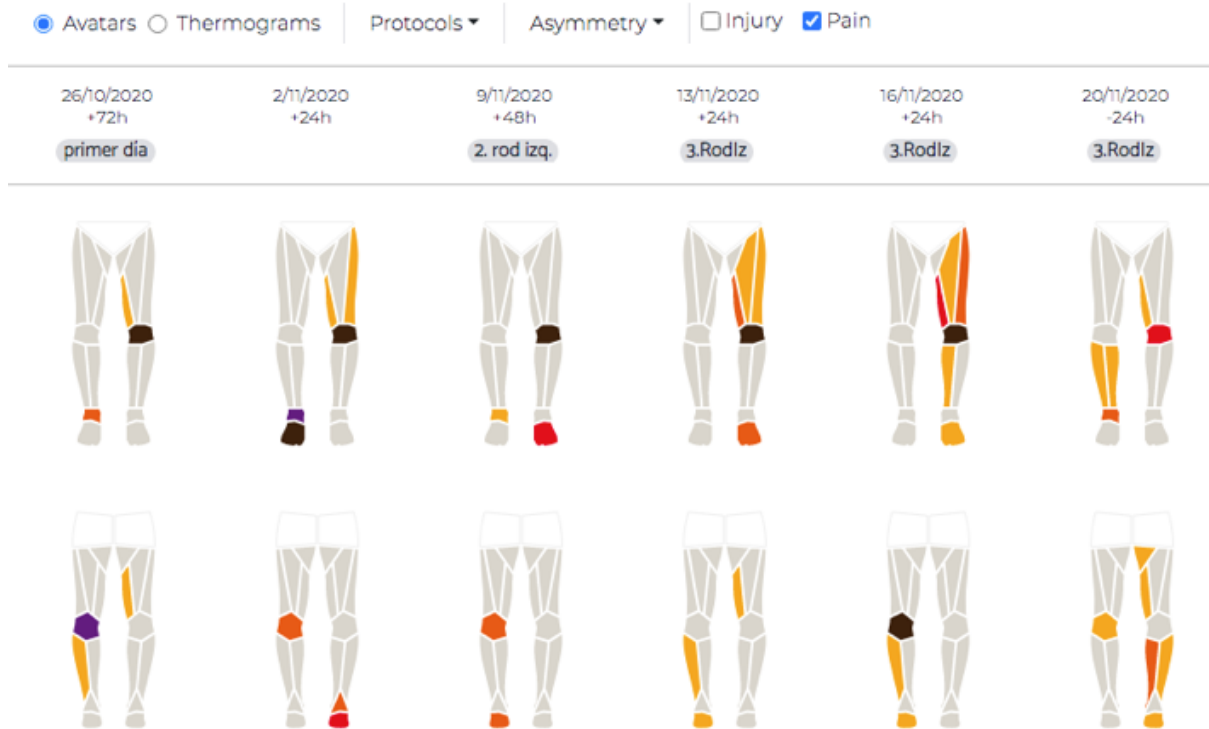 Avatars Thermograms Protocols Asymmetry Injury Pain
26/10/2020 2/11/2020 9/11/2020 13/11/2020 16/11/2020 20/11/2020
+72h +24h +48h +24h +24h -24h
primer día 2. rod izq. 3.RodIz 3.RodIz 3.RodIz